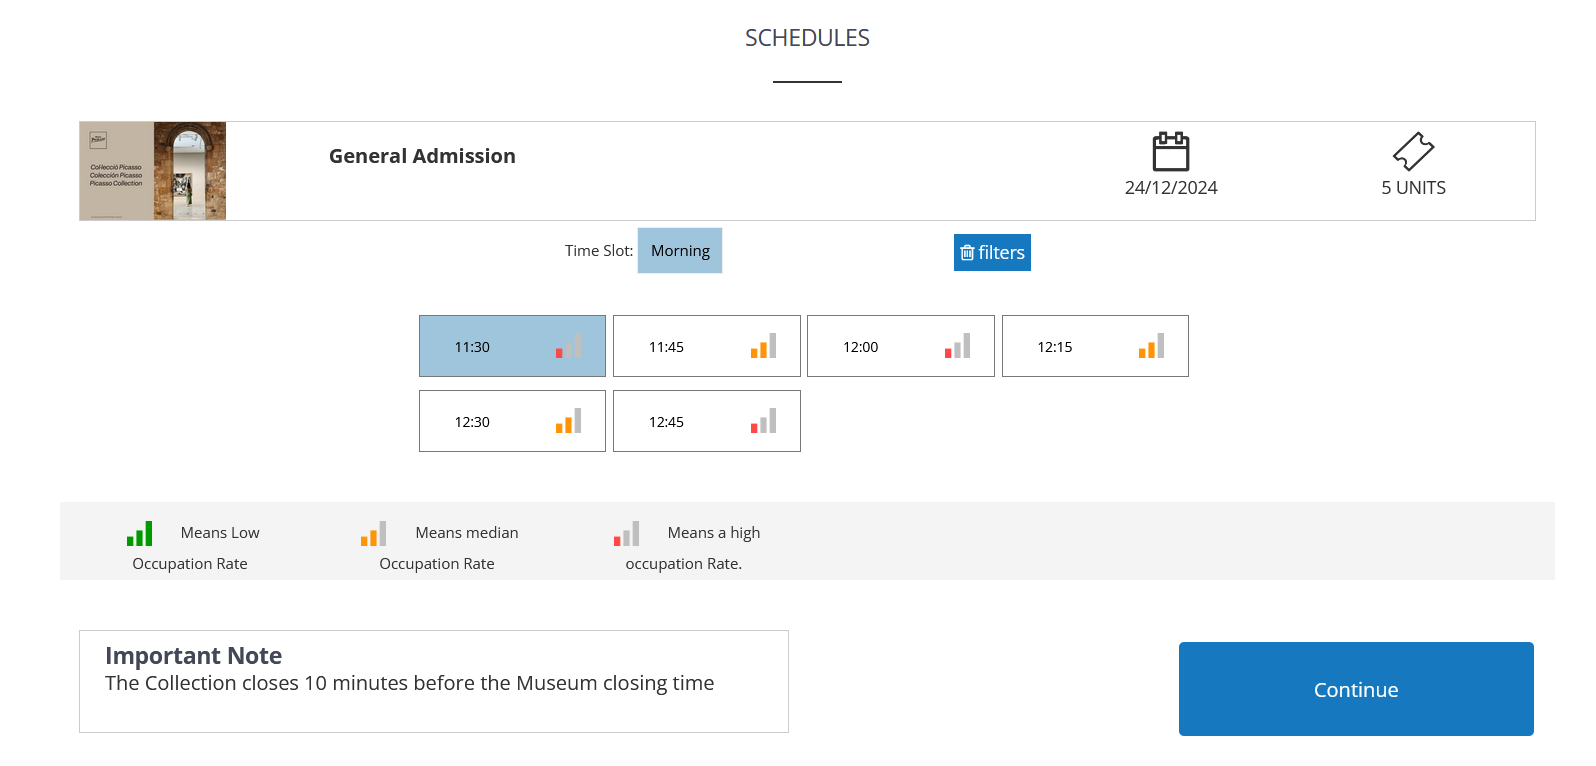 SCHEDULES
Col·lecció Picasso
Colección Picasso
Picasso Collection
General Admission
24/12/2024
5 UNITS
Time Slot: Morning
filters
11:30
11:45
12:00
12:15
12:30
12:45
Means Low
Occupation Rate
Means median
Occupation Rate
Means a high
occupation Rate.
Important Note
The Collection closes 10 minutes before the Museum closing time
Continue